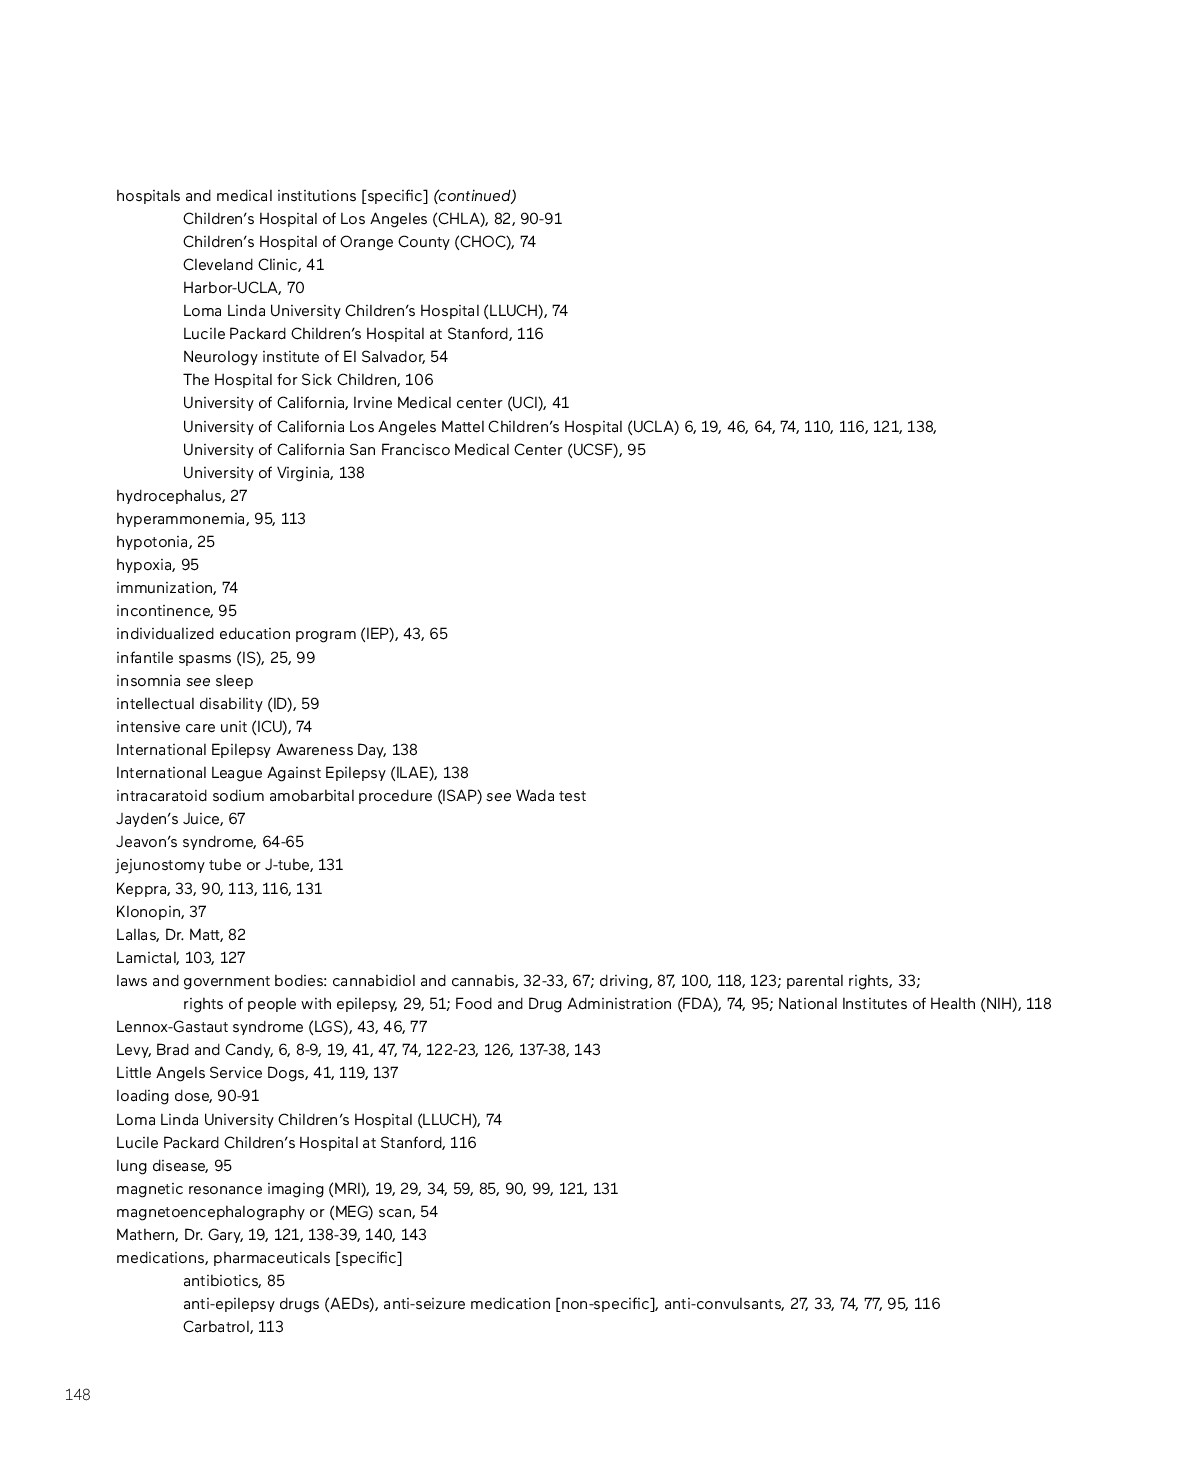 hospitals and medical institutions [specific] (continued)
Children’s Hospital of Los Angeles (CHLA), 82, 90-91
Children’s Hospital of Orange County (CHOC), 74
Cleveland Clinic, 41
Harbor-UCLA, 70
Loma Linda University Children’s Hospital (LLUCH), 74
Lucile Packard Children’s Hospital at Stanford, 116
Neurology institute of El Salvador, 54
The Hospital for Sick Children, 106
University of California, Irvine Medical center (UCI), 41
University of California Los Angeles Mattel Children’s Hospital (UCLA) 6, 19, 46, 64, 74, 110, 116, 121, 138,
University of California San Francisco Medical Center (UCSF), 95
University of Virginia, 138
hydrocephalus, 27
hyperammonemia, 95, 113
hypotonia, 25
hypoxia, 95
immunization, 74
incontinence, 95
individualized education program (IEP), 43, 65
infantile spasms (IS), 25, 99
insomnia see sleep
intellectual disability (ID), 59
intensive care unit (ICU), 74
International Epilepsy Awareness Day, 138
International League Against Epilepsy (ILAE), 138
intracaratoid sodium amobarbital procedure (ISAP) see Wada test
Jayden’s Juice, 67
Jeavon’s syndrome, 64-65
jejunostomy tube or J-tube, 131
Keppra, 33, 90, 113, 116, 131
Klonopin, 37
Lallas, Dr. Matt, 82
Lamictal, 103, 127
laws and government bodies: cannabidiol and cannabis, 32-33, 67; driving, 87, 100, 118, 123; parental rights, 33;
rights of people with epilepsy, 29, 51; Food and Drug Administration (FDA), 74, 95; National Institutes of Health (NIH), 118
Lennox-Gastaut syndrome (LGS), 43, 46, 77
Levy, Brad and Candy, 6, 8-9, 19, 41, 47, 74, 122-23, 126, 137-38, 143
Little Angels Service Dogs, 41, 119, 137
loading dose, 90-91
Loma Linda University Children’s Hospital (LLUCH), 74
Lucile Packard Children’s Hospital at Stanford, 116
lung disease, 95
magnetic resonance imaging (MRI), 19, 29, 34, 59, 85, 90, 99, 121, 131
magnetoencephalography or (MEG) scan, 54
Mathern, Dr. Gary, 19, 121, 138-39, 140, 143
medications, pharmaceuticals [specific]
antibiotics, 85
anti-epilepsy drugs (AEDs), anti-seizure medication [non-specific], anti-convulsants, 27, 33, 74, 77, 95, 116
Carbatrol, 113
148